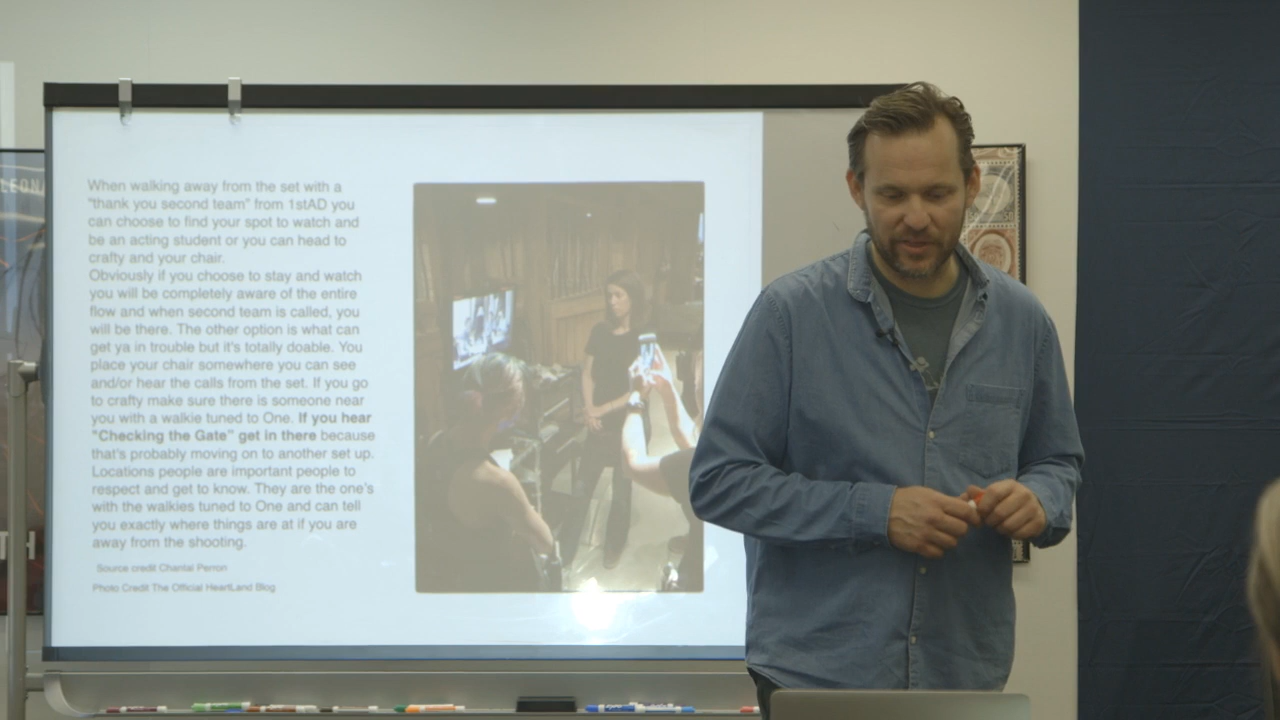 When walking away from the set with a
"thank you second team" from 1stAD you
can choose to find your spot to watch and
be an acting student or you can head to
crafty and your chair.
Obviously if you choose to stay and watch
you will be completely aware of the entire
flow and when second team is called, you
will be there. The other option is what can
get ya in trouble but it's totally doable. You
place your chair somewhere you can see
and/or hear the calls from the set. If you go
to crafty make sure there is someone near
you with a walkie tuned to One. If you hear
"Checking the Gate" get in there because
that's probably moving on to another set up.
Locations people are important people to
respect and get to know. They are the one's
with the walkies tuned to One and can tell
you exactly where things are at if you are
away from the shooting.
Source credit Chantal Perron
Photo Credit The Official HeartLand Blog
LEON
TH